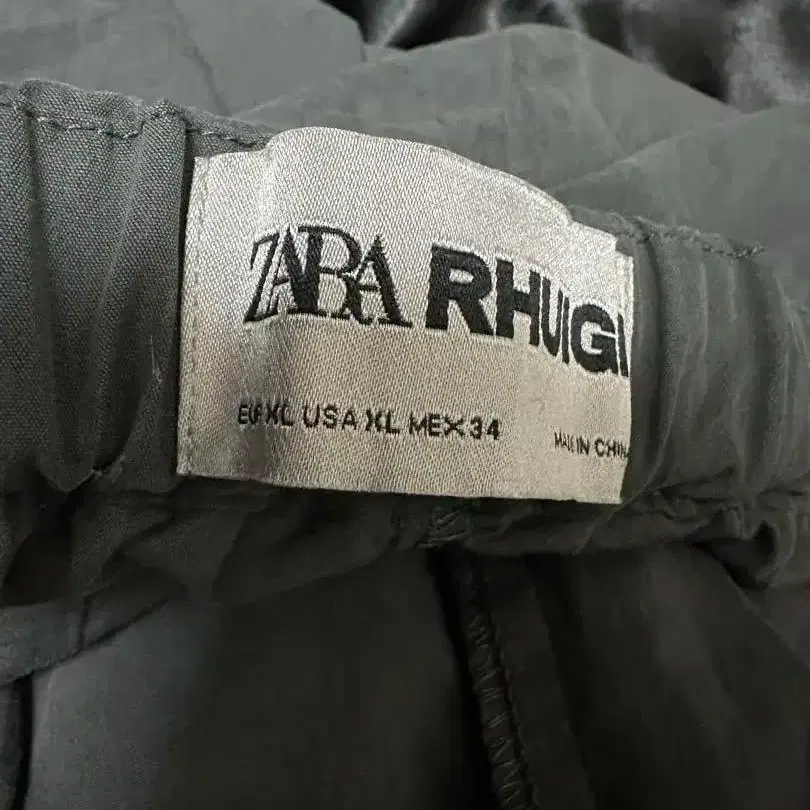 ZARA RHUIGI
EUR XL USA XL MEX 34
MADE IN CHINA